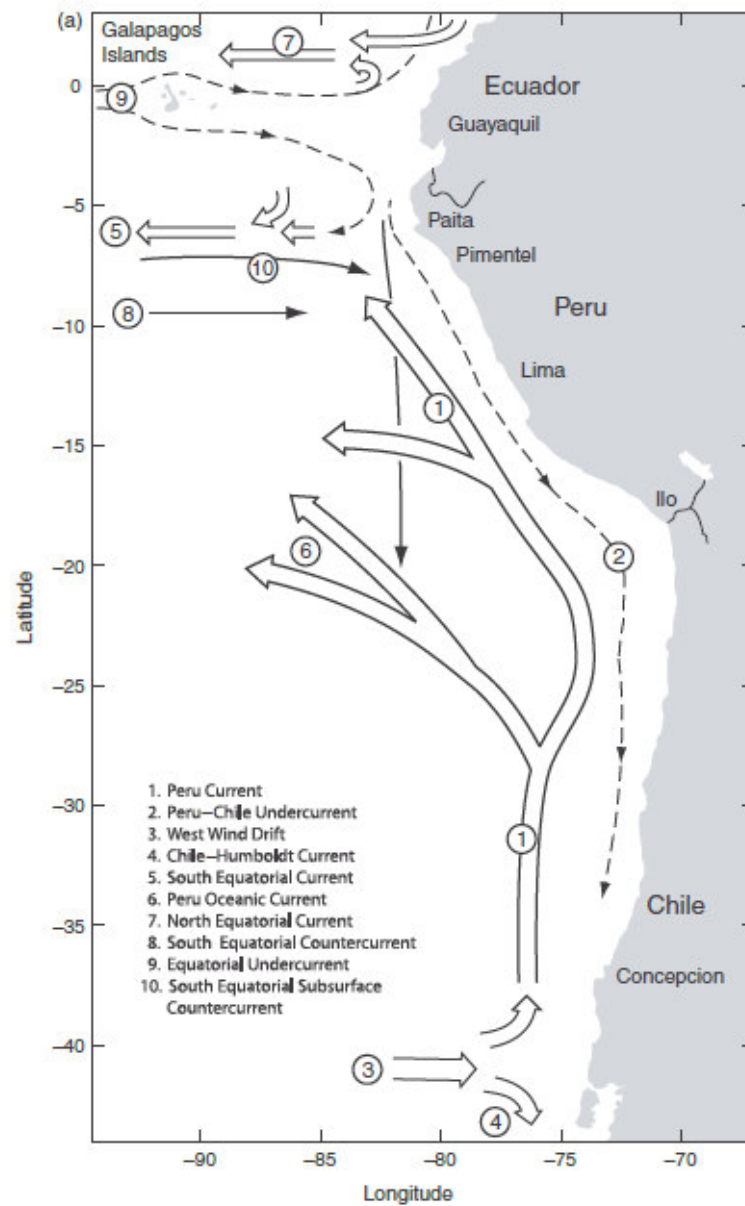 (a)
Galapagos
Islands
7
0
9
Ecuador
Guayaquil
−5
5
Paita
10
Pimentel
8
−10
Peru
Lima
1
−15
Ilo
6
2
−20
Latitude
−25
1. Peru Current
2. Peru–Chile Undercurrent
3. West Wind Drift
4. Chile–Humboldt Current
5. South Equatorial Current
6. Peru Oceanic Current
7. North Equatorial Current
8. South Equatorial Countercurrent
9. Equatorial Undercurrent
10. South Equatorial Subsurface
Countercurrent
−30
1
−35
Chile
Concepcion
−40
3
4
−90
−85
−80
−75
−70
Longitude